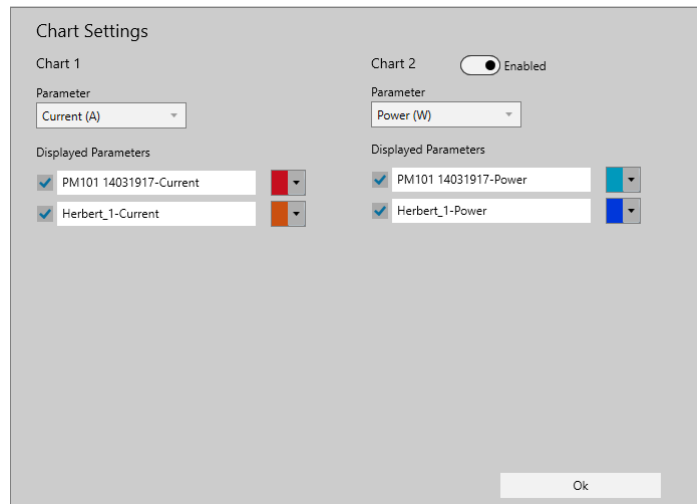 Chart Settings
Chart 1
Parameter
Current (A)
Displayed Parameters
PM101 14031917-Current
Herbert_1-Current
Chart 2
Enabled
Parameter
Power (W)
Displayed Parameters
PM101 14031917-Power
Herbert_1-Power
Ok